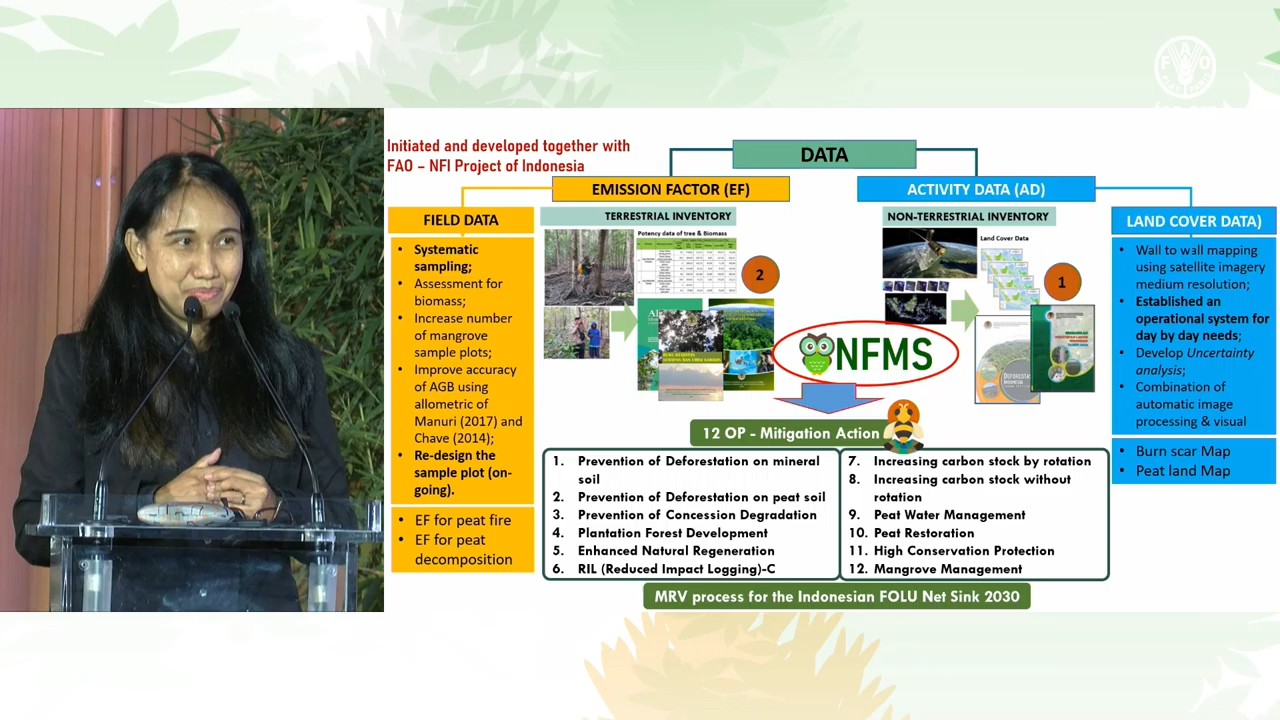 Initiated and developed together with
FAO – NFI Project of Indonesia
DATA
EMISSION FACTOR (EF)
ACTIVITY DATA (AD)
FIELD DATA
• Systematic
sampling;
• Assessment for
biomass;
• Increase number
of mangrove
sample plots;
• Improve accuracy
of AGB using
allometric of
Manuri (2017) and
Chave (2014);
• Re-design the
sample plot (on-
going).
• EF for peat fire
• EF for peat
decomposition
TERRESTRIAL INVENTORY
Potency data of tree & Biomass
2
NON-TERRESTRIAL INVENTORY
Land Cover Data
1
NFMS
LAND COVER DATA)
• Wall to wall mapping
using satellite imagery
medium resolution;
• Established an
operational system for
day by day needs;
• Develop Uncertainty
analysis;
• Combination of
automatic image
processing & visual
• Burn scar Map
• Peat land Map
12 OP - Mitigation Action
1. Prevention of Deforestation on mineral
soil
2. Prevention of Deforestation on peat soil
3. Prevention of Concession Degradation
4. Plantation Forest Development
5. Enhanced Natural Regeneration
6. RIL (Reduced Impact Logging)-C
7. Increasing carbon stock by rotation
8. Increasing carbon stock without
rotation
9. Peat Water Management
10. Peat Restoration
11. High Conservation Protection
12. Mangrove Management
MRV process for the Indonesian FOLU Net Sink 2030